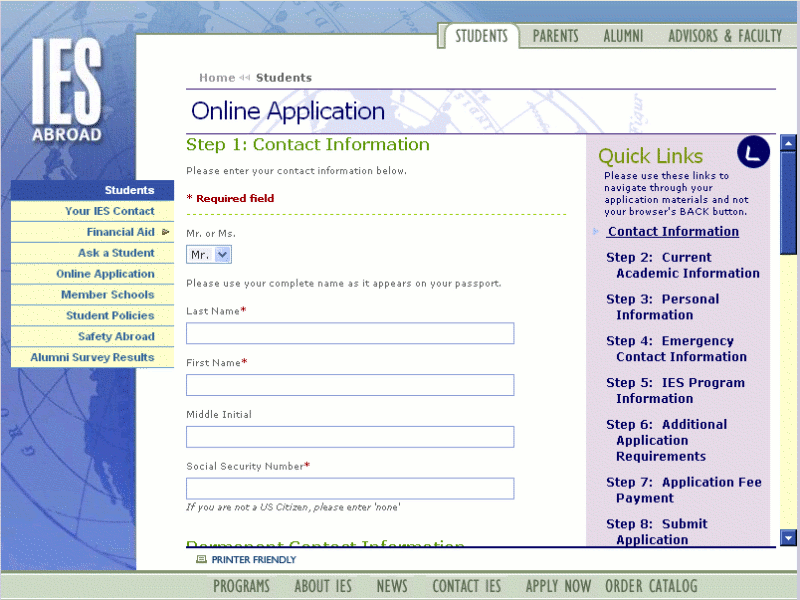 STUDENTS PARENTS ALUMNI ADVISORS & FACULTY
IES
ABROAD
Home Students
Online Application
Students
Your IES Contact
Financial Aid
Ask a Student
Online Application
Member Schools
Student Policies
Safety Abroad
Alumni Survey Results
Step 1: Contact Information
Please enter your contact information below.
* Required field
Mr. or Ms.
Mr.
Please use your complete name as it appears on your passport.
Last Name*
First Name*
Middle Initial
Social Security Number*
If you are not a US Citizen, please enter 'none'
Permanent Contact Information
Quick Links
Please use these links to
navigate through your
application materials and not
your browser's BACK button.
Contact Information
Step 2: Current
Academic Information
Step 3: Personal
Information
Step 4: Emergency
Contact Information
Step 5: IES Program
Information
Step 6: Additional
Application
Requirements
Step 7: Application Fee
Payment
Step 8: Submit
Application
PRINTER FRIENDLY
PROGRAMS ABOUT IES NEWS CONTACT IES APPLY NOW ORDER CATALOG